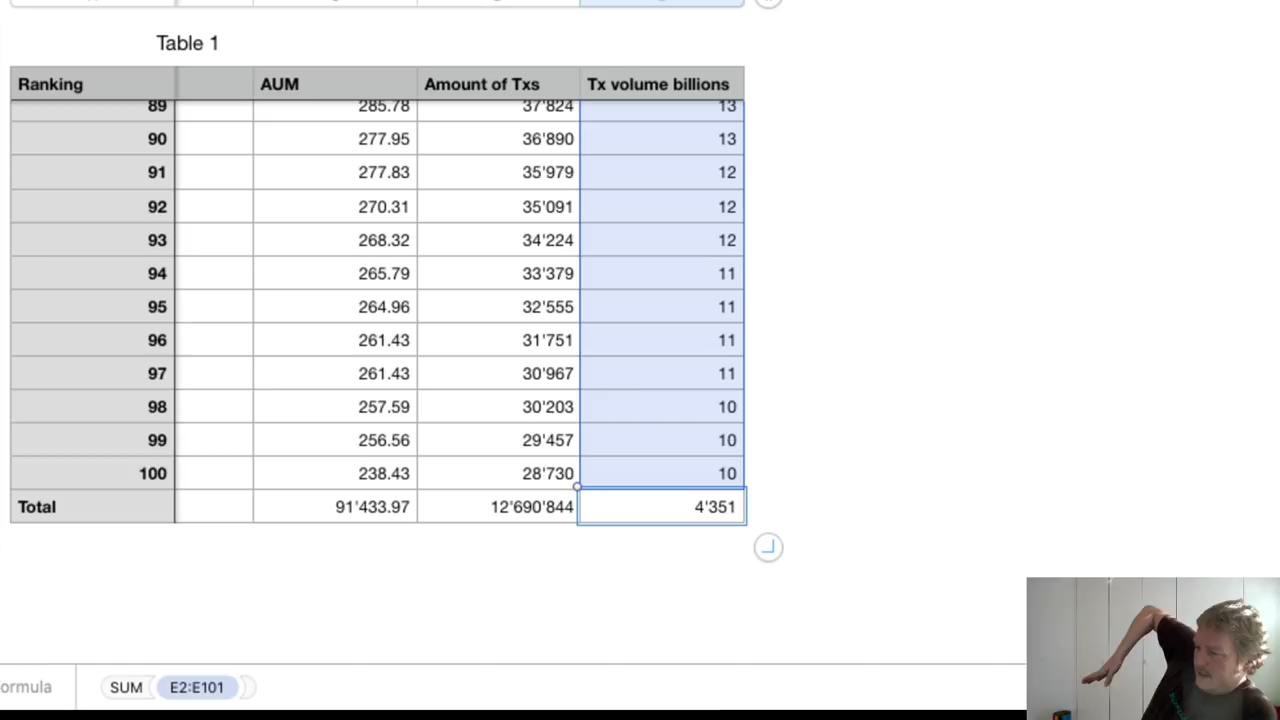 Table 1
Ranking AUM Amount of Txs Tx volume billions
89 285.78 37'824 13
90 277.95 36'890 13
91 277.83 35'979 12
92 270.31 35'091 12
93 268.32 34'224 12
94 265.79 33'379 11
95 264.96 32'555 11
96 261.43 31'751 11
97 261.43 30'967 11
98 257.59 30'203 10
99 256.56 29'457 10
100 238.43 28'730 10
Total 91'433.97 12'690'844 4'351
ormula SUM E2:E101